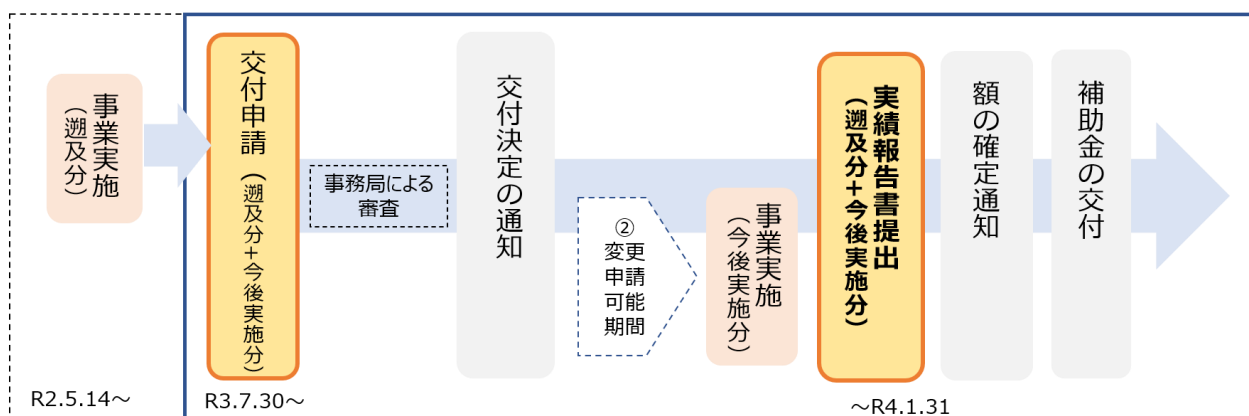 事業実施
（遡及分）
交付申請（遡及分＋今後実施分）
事務局による
審査
交付決定の通知
②
変更
申請
可能
期間
事業実施
（今後実施分）
実績報告書提出
（遡及分＋今後実施分）
額の確定通知
補助金の交付
R2.5.14～
R3.7.30～
～R4.1.31